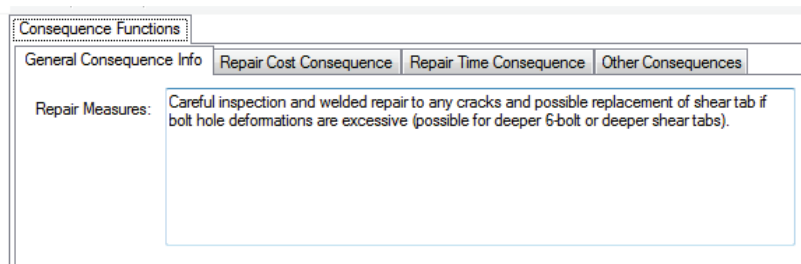 Consequence Functions
General Consequence Info Repair Cost Consequence Repair Time Consequence Other Consequences
Repair Measures: Careful inspection and welded repair to any cracks and possible replacement of shear tab if
bolt hole deformations are excessive (possible for deeper 6-bolt or deeper shear tabs).